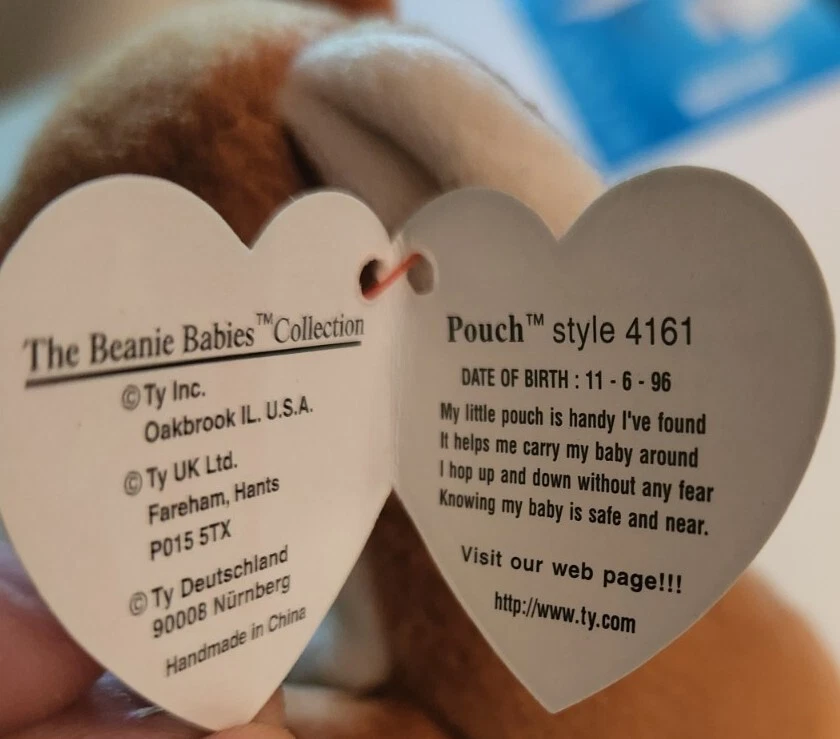 The Beanie Babies™Collection
©Ty Inc.
Oakbrook IL. U.S.A.
©Ty UK Ltd.
Fareham, Hants
P015 5TX
©Ty Deutschland
90008 Nürnberg
Handmade in China
Pouch™ style 4161
DATE OF BIRTH : 11 - 6 - 96
My little pouch is handy I've found
It helps me carry my baby around
I hop up and down without any fear
Knowing my baby is safe and near.
Visit our web page!!!
http://www.ty.com